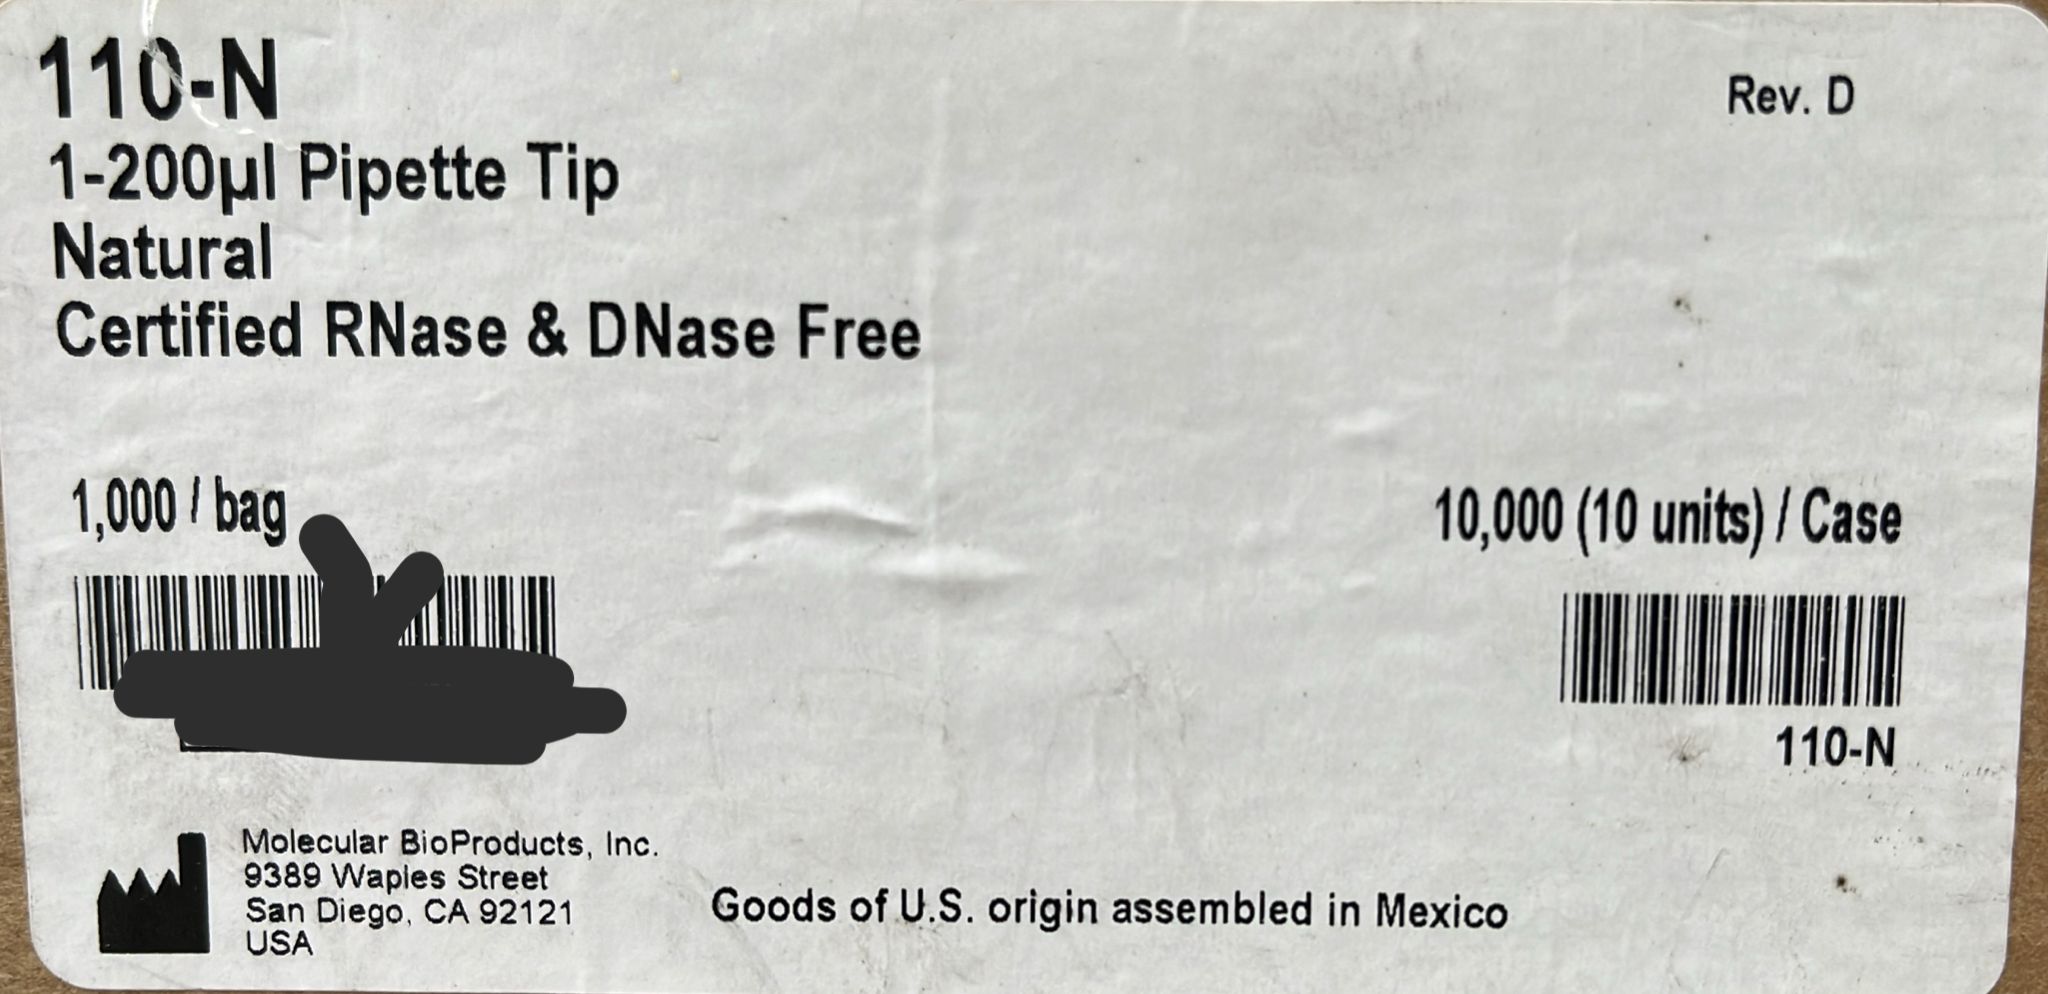 110-N
Rev. D
1-200µl Pipette Tip
Natural
Certified RNase & DNase Free
1,000 / bag
10,000 (10 units) / Case
110-N
Molecular BioProducts, Inc.
9389 Waples Street
San Diego, CA 92121
USA
Goods of U.S. origin assembled in Mexico